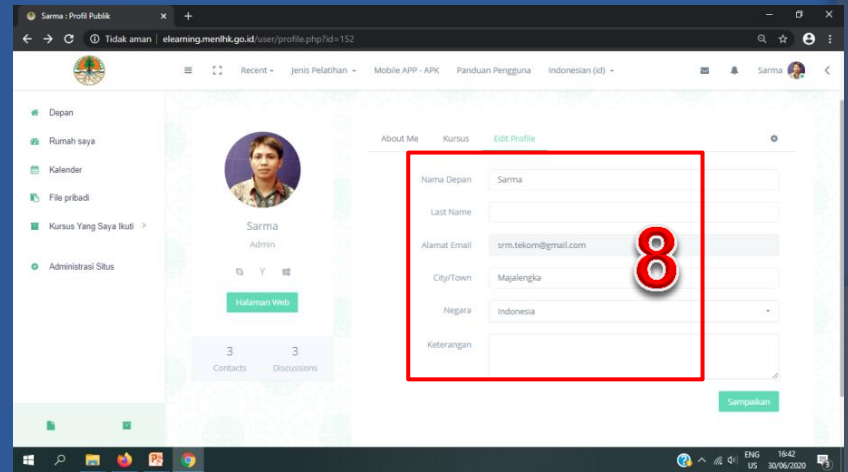 Sarma : Profil Publik
Tidak aman | elearning.menlhk.go.id/user/profile.php?id=152
Recent Jenis Pelatihan Mobile APP - APK Panduan Pengguna Indonesian (id) Sarma
Depan
Rumah saya
Kalender
File pribadi
Kursus Yang Saya Ikuti
Administrasi Situs
Sarma
Admin
Halaman Web
3 3
Contacts Discussions
About Me Kursus Edit Profile
Nama Depan Sarma
Last Name
Alamat Email srm.tekom@gmail.com
City/Town Majalengka
Negara Indonesia
Keterangan
8
Sampaikan
ENG 16:42
US 30/06/2020